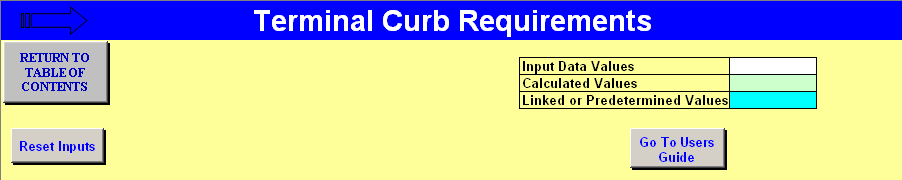 Terminal Curb Requirements
RETURN TO
TABLE OF
CONTENTS
Input Data Values
Calculated Values
Linked or Predetermined Values
Reset Inputs
Go To Users
Guide